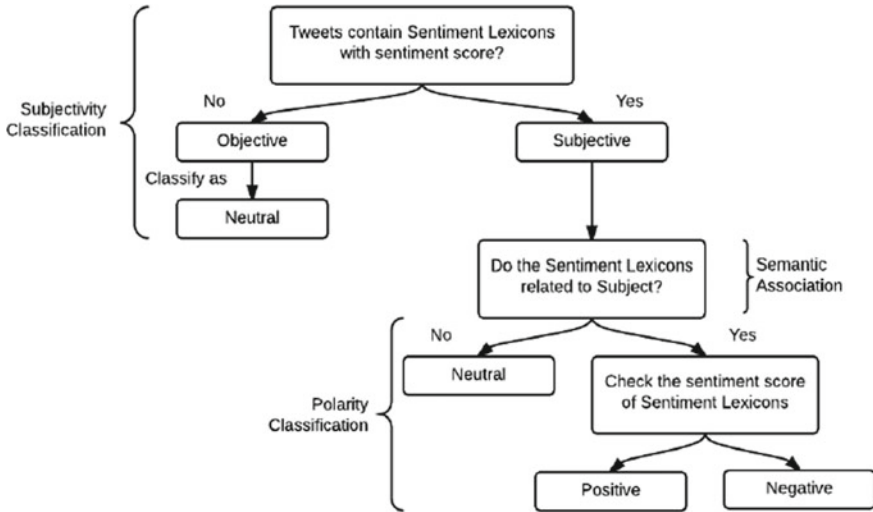 Tweets contain Sentiment Lexicons
with sentiment score?
Subjectivity
Classification
No
Yes
Objective
Subjective
Classify as
Neutral
Do the Sentiment Lexicons
related to Subject?
Semantic
Association
No
Yes
Neutral
Check the sentiment score
of Sentiment Lexicons
Polarity
Classification
Positive
Negative